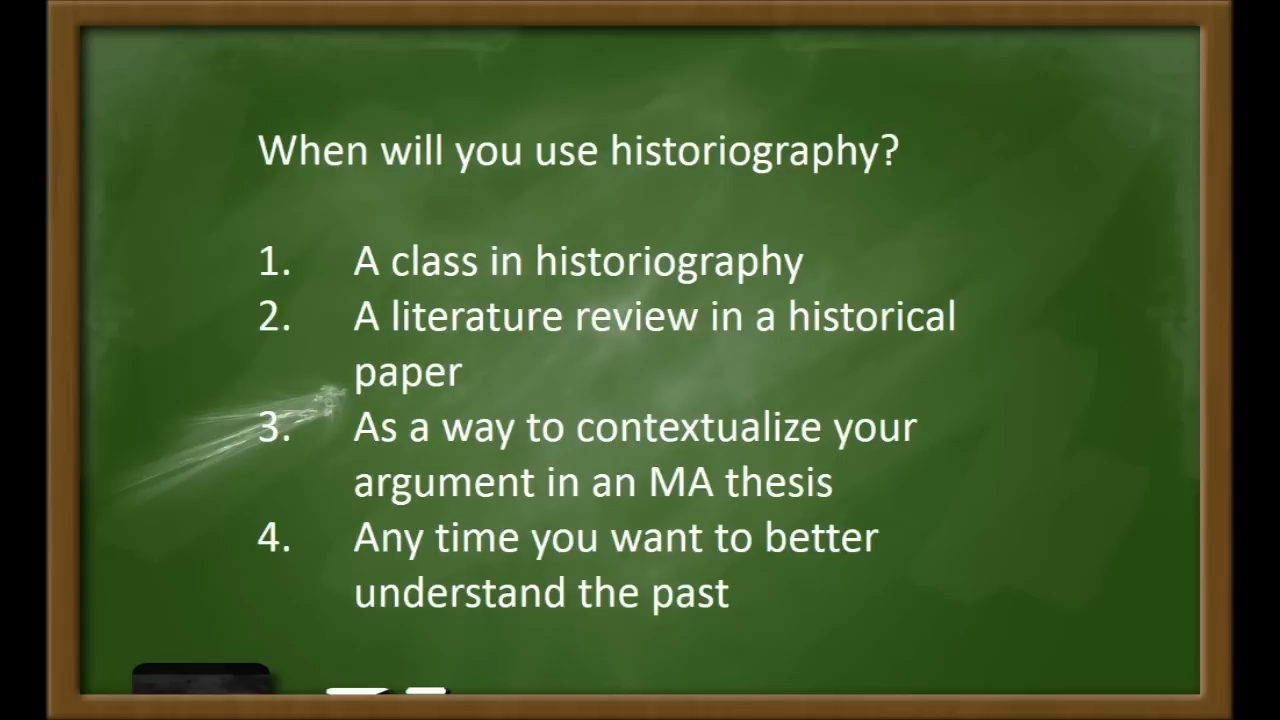 When will you use historiography?
1. A class in historiography
2. A literature review in a historical
paper
3. As a way to contextualize your
argument in an MA thesis
4. Any time you want to better
understand the past